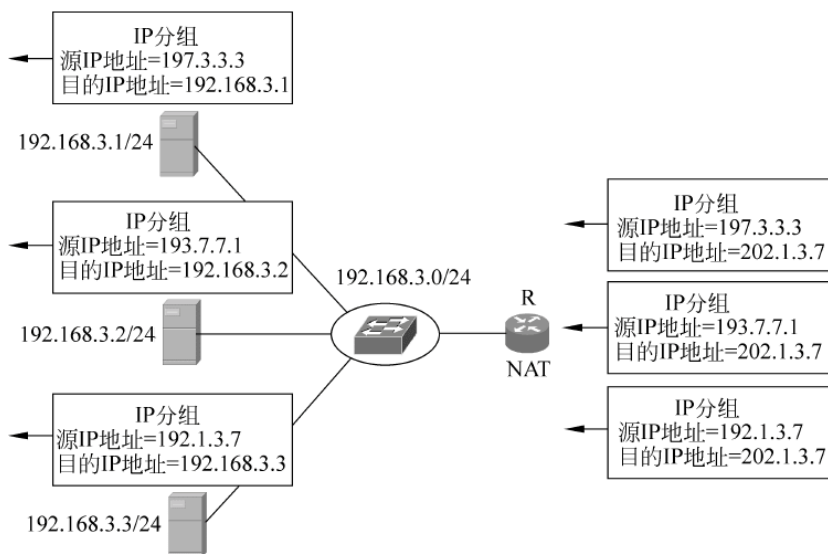 IP分组
源IP地址=197.3.3.3
目的IP地址=192.168.3.1
192.168.3.1/24
IP分组
源IP地址=193.7.7.1
目的IP地址=192.168.3.2
192.168.3.2/24
IP分组
源IP地址=192.1.3.7
目的IP地址=192.168.3.3
192.168.3.3/24
192.168.3.0/24
R
NAT
IP分组
源IP地址=197.3.3.3
目的IP地址=202.1.3.7
IP分组
源IP地址=193.7.7.1
目的IP地址=202.1.3.7
IP分组
源IP地址=192.1.3.7
目的IP地址=202.1.3.7